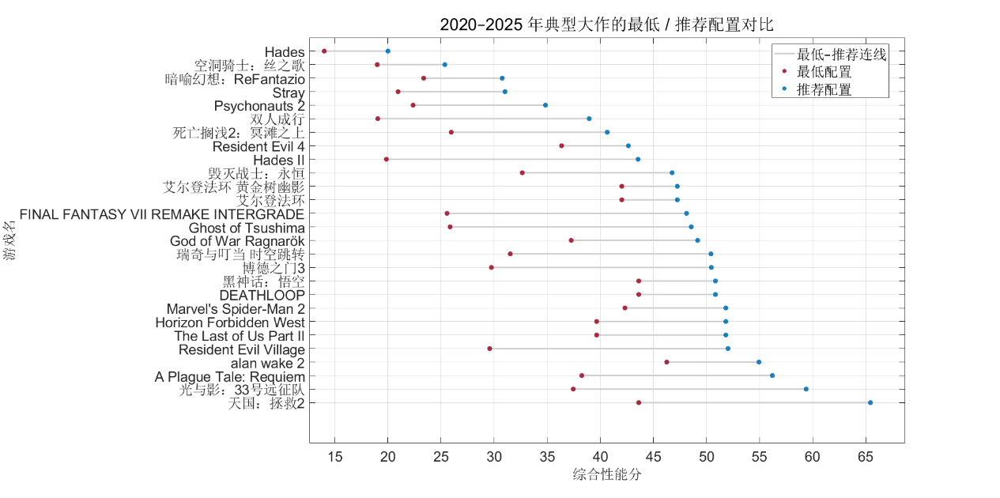 2020-2025 年典型大作的最低 / 推荐配置对比
最低-推荐连线
最低配置
推荐配置
游戏名
Hades
空洞骑士：丝之歌
暗喻幻想：ReFantazio
Stray
Psychonauts 2
双人成行
死亡搁浅2：冥滩之上
Resident Evil 4
Hades II
毁灭战士：永恒
艾尔登法环 黄金树幽影
艾尔登法环
FINAL FANTASY VII REMAKE INTERGRADE
Ghost of Tsushima
God of War Ragnarök
瑞奇与叮当 时空跳转
博德之门3
黑神话：悟空
DEATHLOOP
Marvel's Spider-Man 2
Horizon Forbidden West
The Last of Us Part II
Resident Evil Village
alan wake 2
A Plague Tale: Requiem
光与影：33号远征队
天国：拯救2
15 20 25 30 35 40 45 50 55 60 65
综合性能分